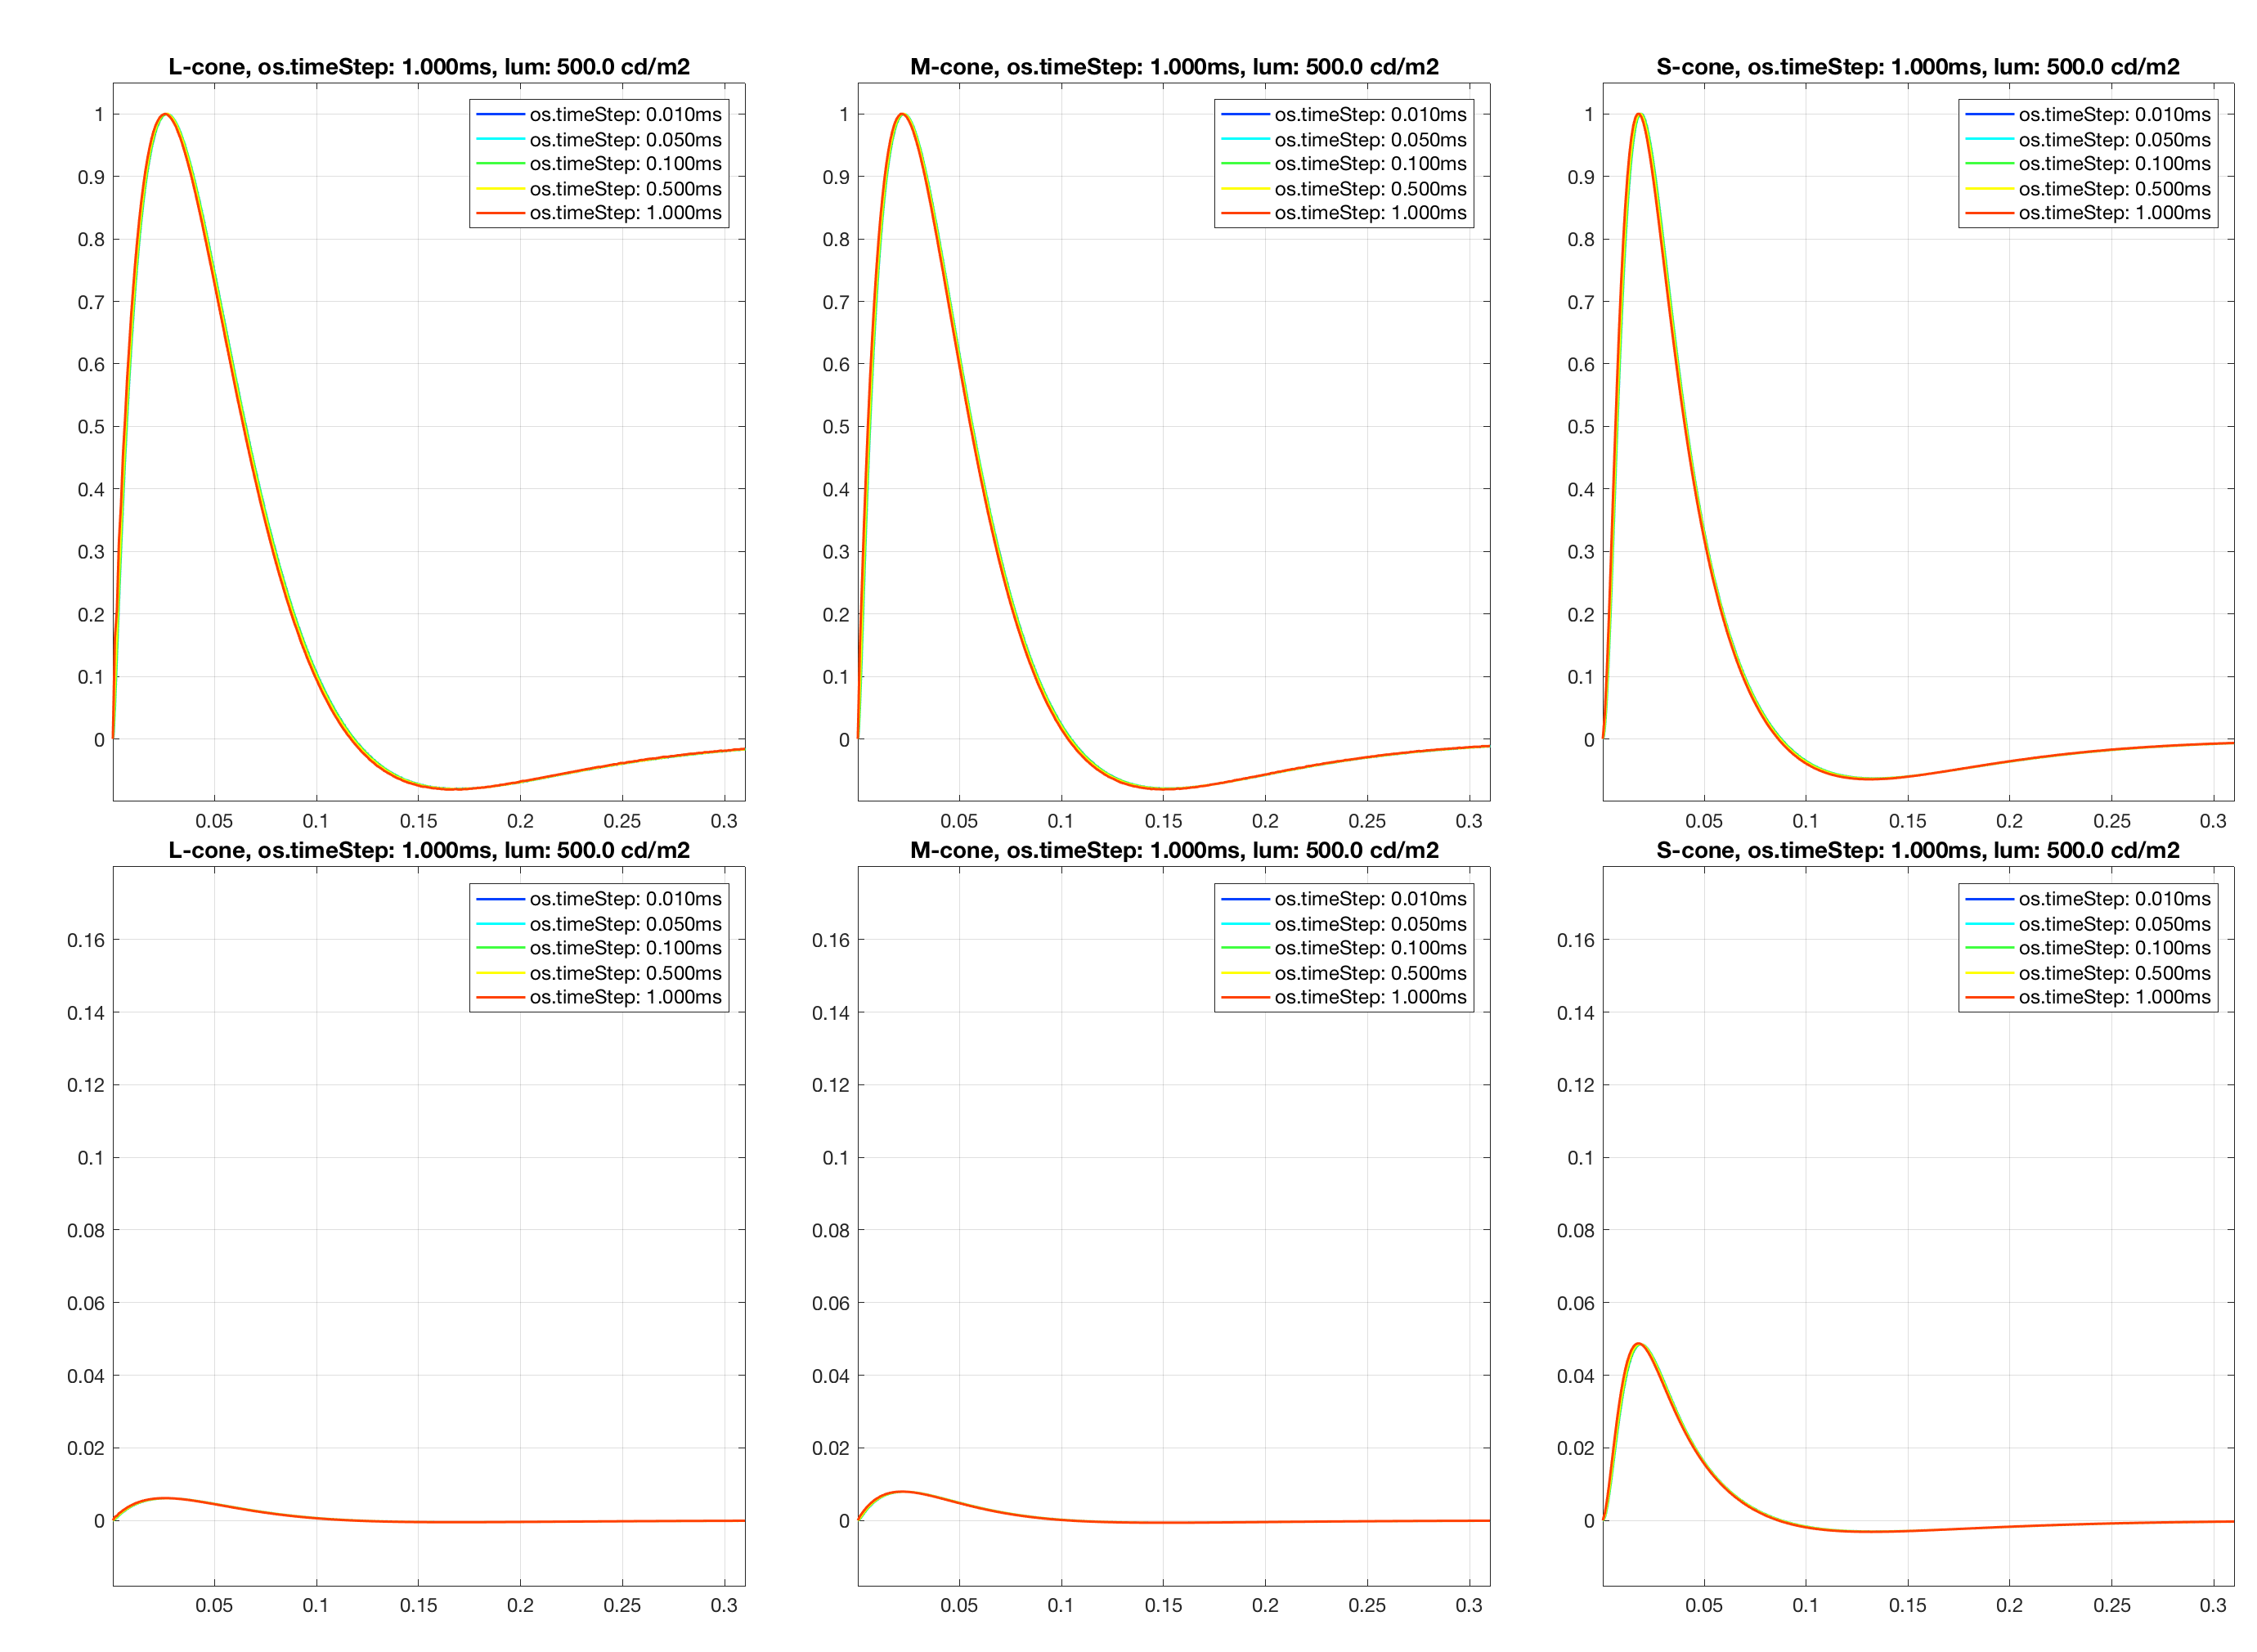 L-cone, os.timeStep: 1.000ms, lum: 500.0 cd/m2
os.timeStep: 0.010ms
os.timeStep: 0.050ms
os.timeStep: 0.100ms
os.timeStep: 0.500ms
os.timeStep: 1.000ms
1
0.9
0.8
0.7
0.6
0.5
0.4
0.3
0.2
0.1
0
0.05 0.1 0.15 0.2 0.25 0.3
M-cone, os.timeStep: 1.000ms, lum: 500.0 cd/m2
os.timeStep: 0.010ms
os.timeStep: 0.050ms
os.timeStep: 0.100ms
os.timeStep: 0.500ms
os.timeStep: 1.000ms
1
0.9
0.8
0.7
0.6
0.5
0.4
0.3
0.2
0.1
0
0.05 0.1 0.15 0.2 0.25 0.3
S-cone, os.timeStep: 1.000ms, lum: 500.0 cd/m2
os.timeStep: 0.010ms
os.timeStep: 0.050ms
os.timeStep: 0.100ms
os.timeStep: 0.500ms
os.timeStep: 1.000ms
1
0.9
0.8
0.7
0.6
0.5
0.4
0.3
0.2
0.1
0
0.05 0.1 0.15 0.2 0.25 0.3
L-cone, os.timeStep: 1.000ms, lum: 500.0 cd/m2
os.timeStep: 0.010ms
os.timeStep: 0.050ms
os.timeStep: 0.100ms
os.timeStep: 0.500ms
os.timeStep: 1.000ms
0.16
0.14
0.12
0.1
0.08
0.06
0.04
0.02
0
0.05 0.1 0.15 0.2 0.25 0.3
M-cone, os.timeStep: 1.000ms, lum: 500.0 cd/m2
os.timeStep: 0.010ms
os.timeStep: 0.050ms
os.timeStep: 0.100ms
os.timeStep: 0.500ms
os.timeStep: 1.000ms
0.16
0.14
0.12
0.1
0.08
0.06
0.04
0.02
0
0.05 0.1 0.15 0.2 0.25 0.3
S-cone, os.timeStep: 1.000ms, lum: 500.0 cd/m2
os.timeStep: 0.010ms
os.timeStep: 0.050ms
os.timeStep: 0.100ms
os.timeStep: 0.500ms
os.timeStep: 1.000ms
0.16
0.14
0.12
0.1
0.08
0.06
0.04
0.02
0
0.05 0.1 0.15 0.2 0.25 0.3